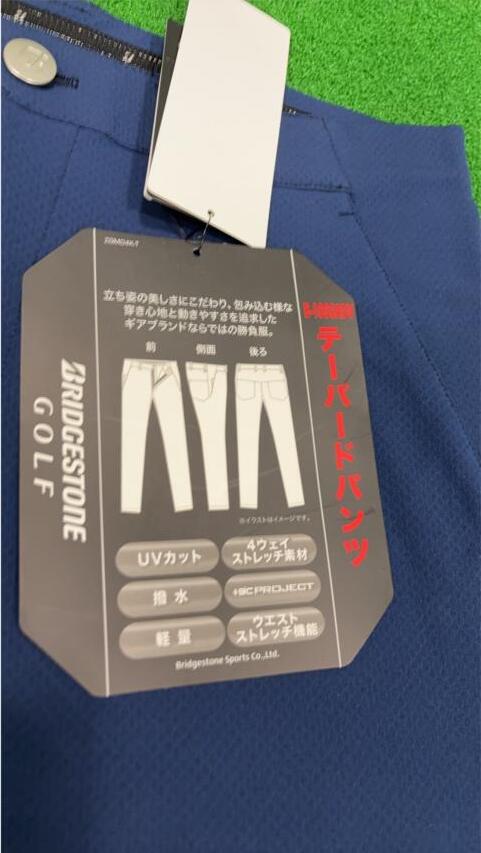 立ち姿の美しさにこだわり、包み込む様な
穿き心地と動きやすさを追求した
ギアブランドならではの勝負服。
前 側面 後ろ
※イラストはイメージです。
テーパードパンツ
BRIDGESTONE
GOLF
UVカット
4ウェイ
ストレッチ素材
撥水
PROJECT
軽量
ウエスト
ストレッチ機能
Bridgestone Sports Co.,Ltd.